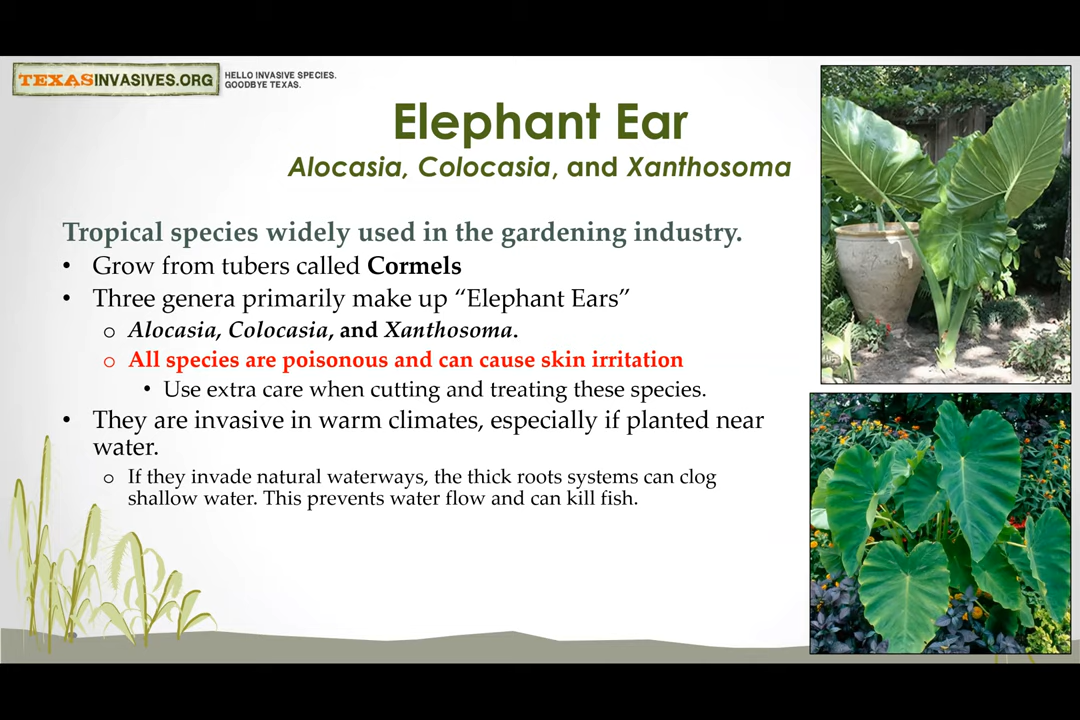 TEXASINVASIVES.ORG
HELLO INVASIVE SPECIES.
GOODBYE TEXAS.
Elephant Ear
Alocasia, Colocasia, and Xanthosoma
Tropical species widely used in the gardening industry.
• Grow from tubers called Cormels
• Three genera primarily make up “Elephant Ears”
o Alocasia, Colocasia, and Xanthosoma.
o All species are poisonous and can cause skin irritation
• Use extra care when cutting and treating these species.
• They are invasive in warm climates, especially if planted near
water.
o If they invade natural waterways, the thick roots systems can clog
shallow water. This prevents water flow and can kill fish.